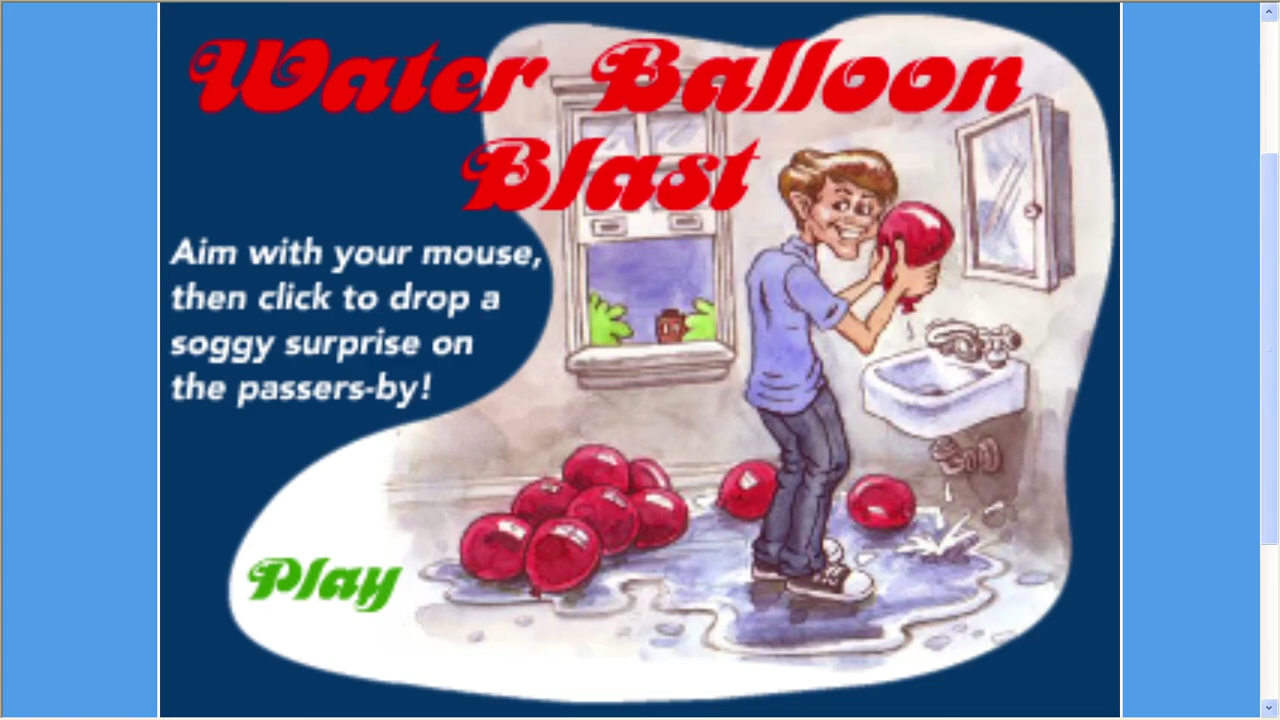 Water Balloon
Blast
Aim with your mouse,
then click to drop a
soggy surprise on
the passers-by!
Play